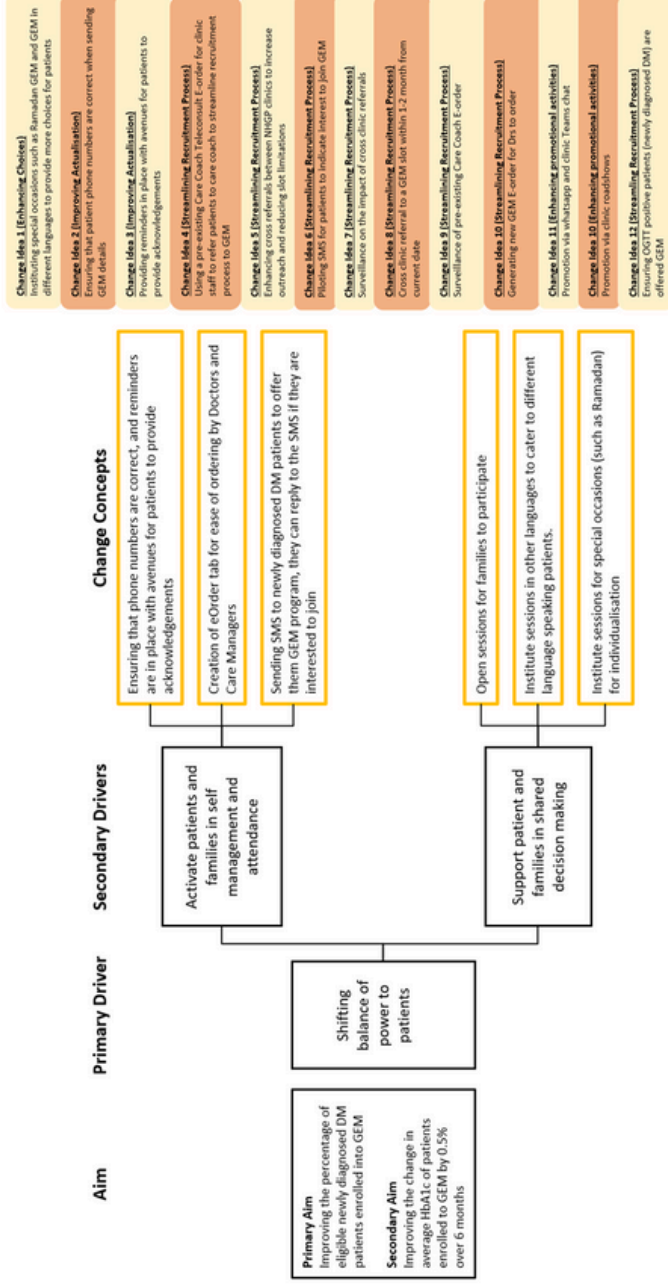 Aim
Primary Driver
Secondary Drivers
Change Concepts
Primary Aim
Improving the percentage of
eligible newly diagnosed DM
patients enrolled into GEM
Secondary Aim
Improving the change in
average HbA1c of patients
enrolled to GEM by 0.5%
over 6 months
Shifting
balance of
power to
patients
Activate patients and
families in self
management and
attendance
Support patient and
families in shared
decision making
Ensuring that phone numbers are correct, and reminders
are in place with avenues for patients to provide
acknowledgements
Creation of eOrder tab for ease of ordering by Doctors and
Care Managers
Sending SMS to newly diagnosed DM patients to offer
them GEM program, they can reply to the SMS if they are
interested to join
Open sessions for families to participate
Institute sessions in other languages to cater to different
language speaking patients.
Institute sessions for special occasions (such as Ramadan)
for individualisation
Change Idea 1 (Enhancing Choices)
Instituting special occasions such as Ramadan GEM and GEM in
different languages to provide more choices for patients
Change Idea 2 (Improving Actualisation)
Ensuring that patient phone numbers are correct when sending
GEM details
Change Idea 3 (Improving Actualisation)
Providing reminders in place with avenues for patients to
provide acknowledgements
Change Idea 4 (Streamlining Recruitment Process)
Using a pre-existing Care Coach Teleconsult E-order for clinic
staff to refer patients to care coach to streamline recruitment
process to GEM
Change Idea 5 (Streamlining Recruitment Process)
Enhancing cross referrals between NHGP clinics to increase
outreach and reducing slot limitations
Change Idea 6 (Streamlining Recruitment Process)
Piloting SMS for patients to indicate interest to join GEM
Change Idea 7 (Streamlining Recruitment Process)
Surveillance on the impact of cross clinic referrals
Change Idea 8 (Streamlining Recruitment Process)
Cross clinic referral to a GEM slot within 1-2 month from
current date
Change Idea 9 (Streamlining Recruitment Process)
Surveillance of pre-existing Care Coach E-order
Change Idea 10 (Streamlining Recruitment Process)
Generating new GEM E-order for Drs to order
Change Idea 11 (Enhancing promotional activities)
Promotion via whatsapp and clinic Teams chat
Change Idea 10 (Enhancing promotional activities)
Promotion via clinic roadshows
Change Idea 12 (Streamlining Recruitment Process)
Ensuring OGTT positive patients (newly diagnosed DM) are
offered GEM